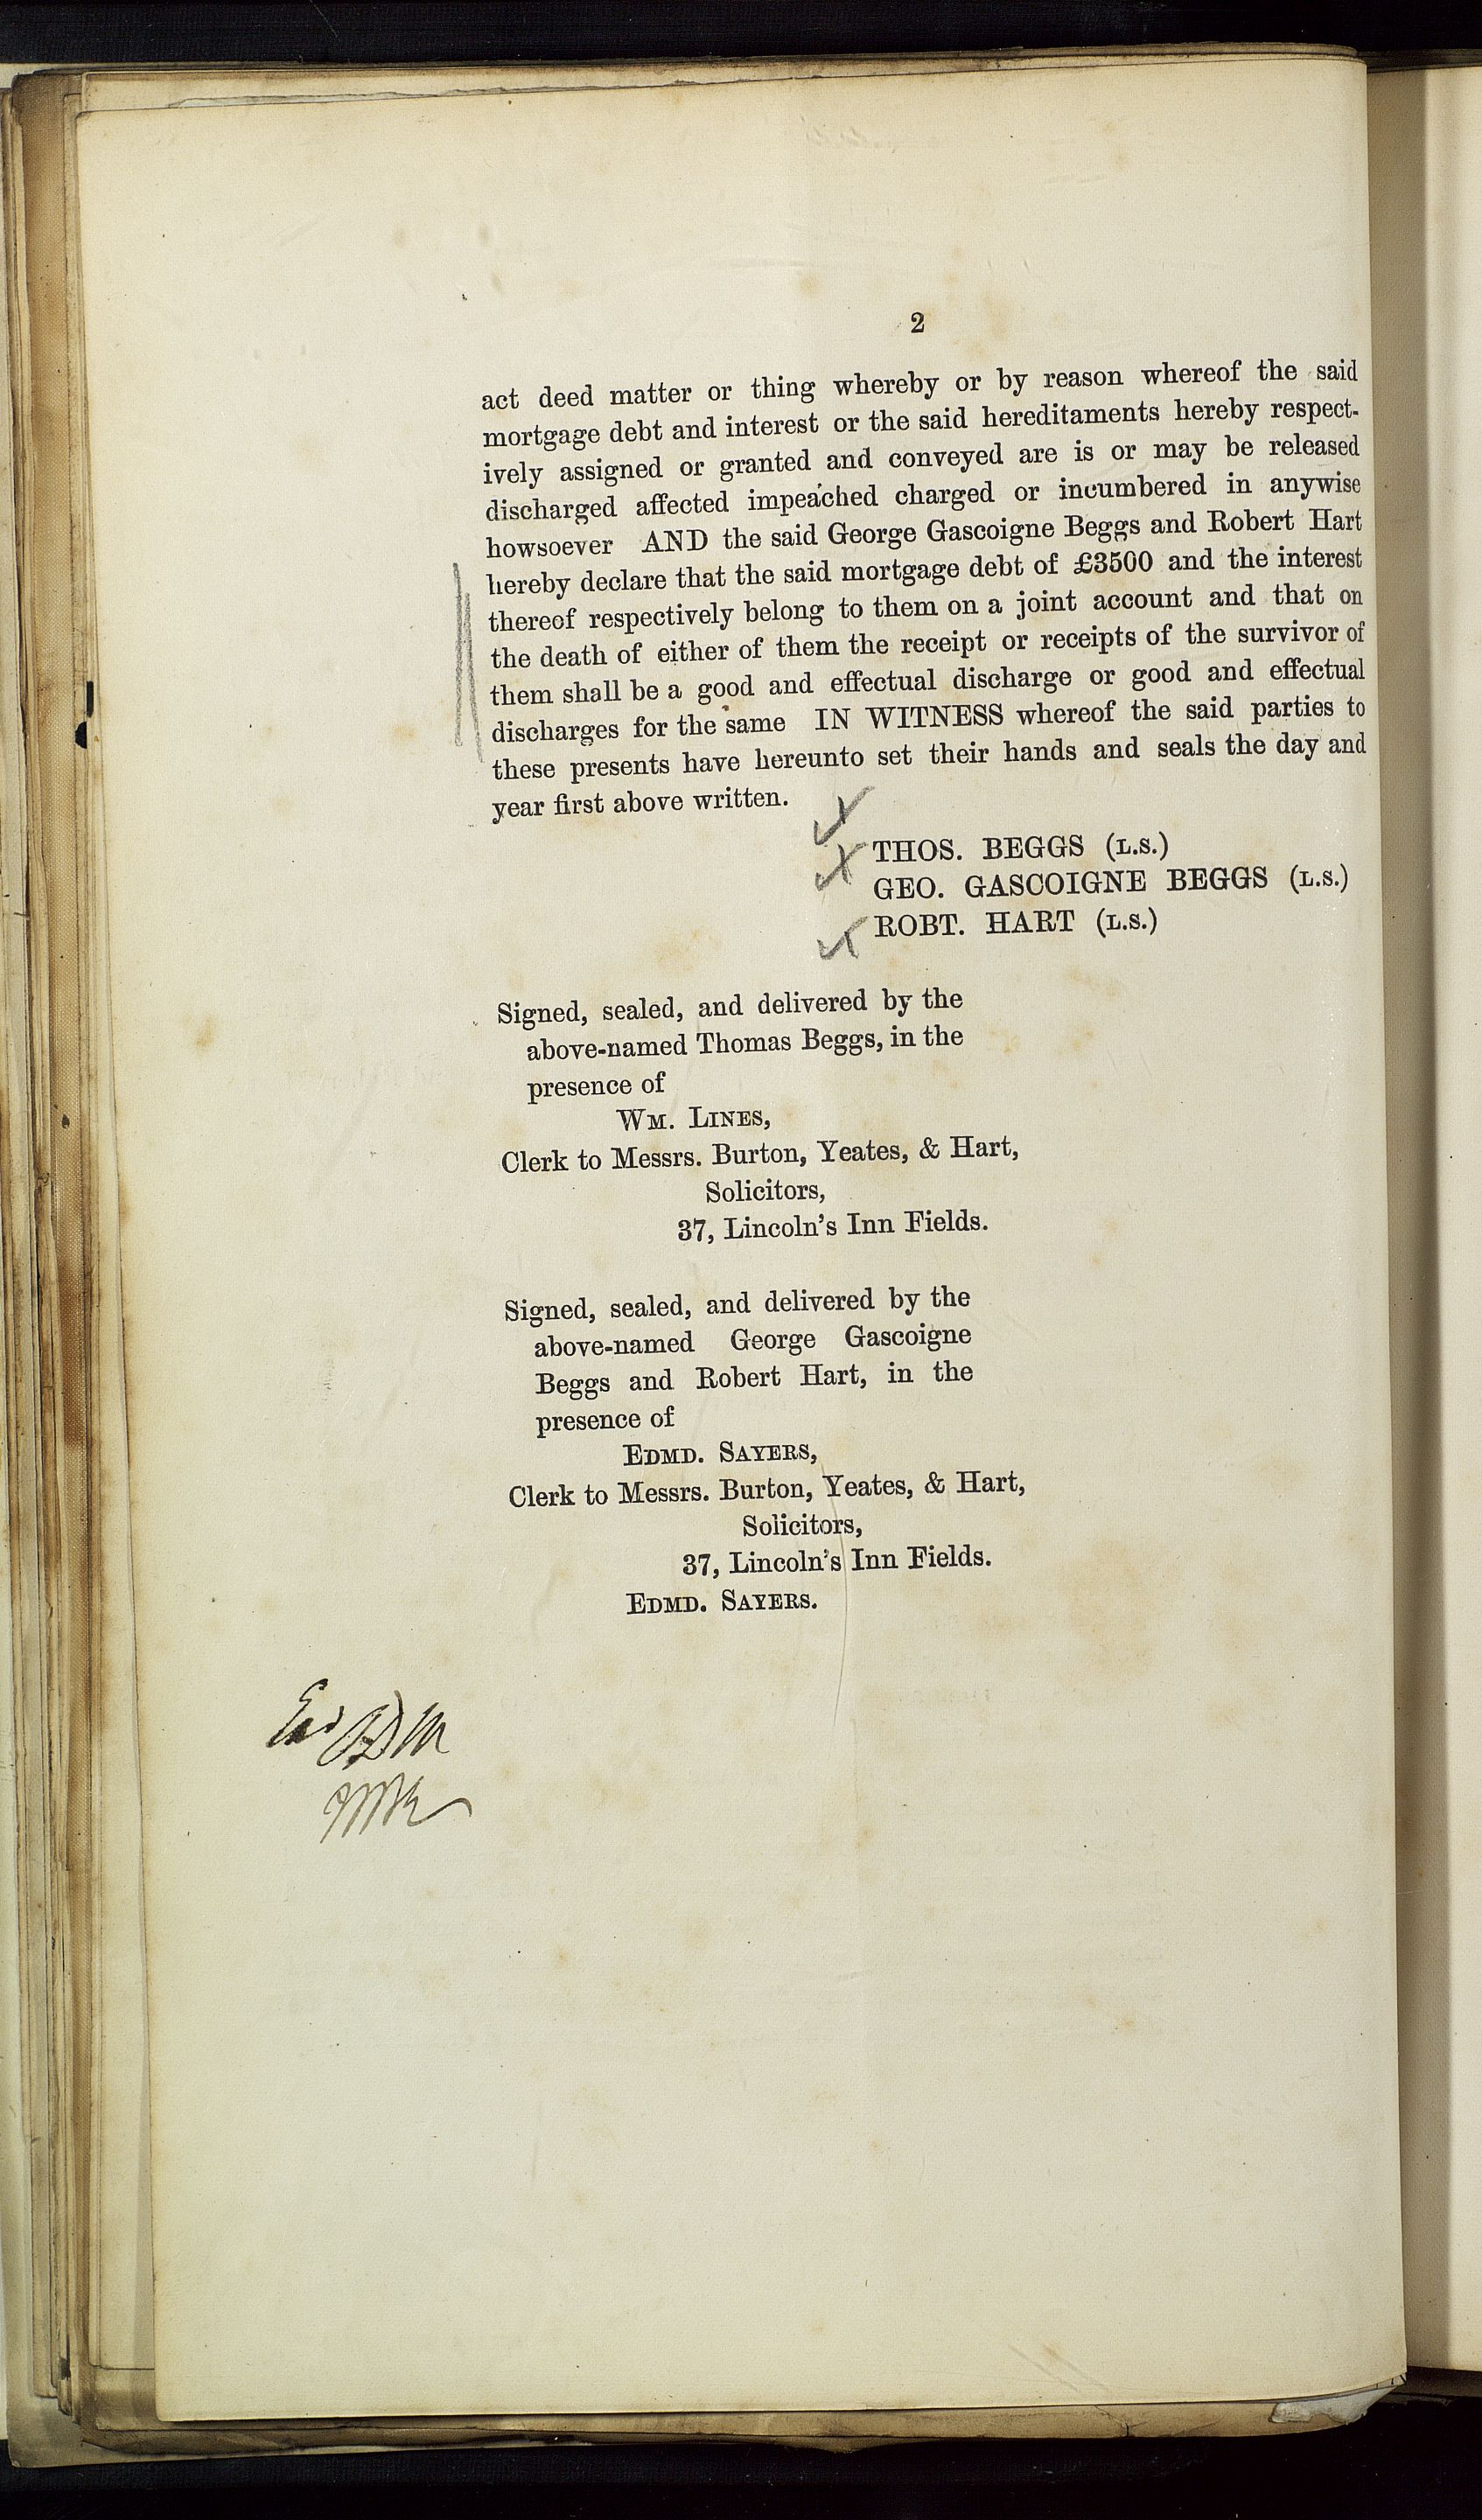 2
act deed matter or thing whereby or by reason whereof the said
mortgage debt and interest or the said hereditaments hereby respect-
ively assigned or granted and conveyed are is or may be released
discharged affected impeached charged or incumbered in anywise
howsoever AND the said George Gascoigne Beggs and Robert Hart
hereby declare that the said mortgage debt of £3500 and the interest
thereof respectively belong to them on a joint account and that on
the death of either of them the receipt or receipts of the survivor of
them shall be a good and effectual discharge or good and effectual
discharges for the same IN WITNESS whereof the said parties to
these presents have hereunto set their hands and seals the day and
year first above written.
THOS. BEGGS (L.S.)
GEO. GASCOIGNE BEGGS (L.S.)
ROBT. HART (L.S.)
Signed, sealed, and delivered by the
above-named Thomas Beggs, in the
presence of
WM. LINES,
Clerk to Messrs. Burton, Yeates, & Hart,
Solicitors,
37, Lincoln's Inn Fields.
Signed, sealed, and delivered by the
above-named George Gascoigne
Beggs and Robert Hart, in the
presence of
EDMD. SAYERS,
Clerk to Messrs. Burton, Yeates, & Hart,
Solicitors,
37, Lincoln's Inn Fields.
EDMD. SAYERS.